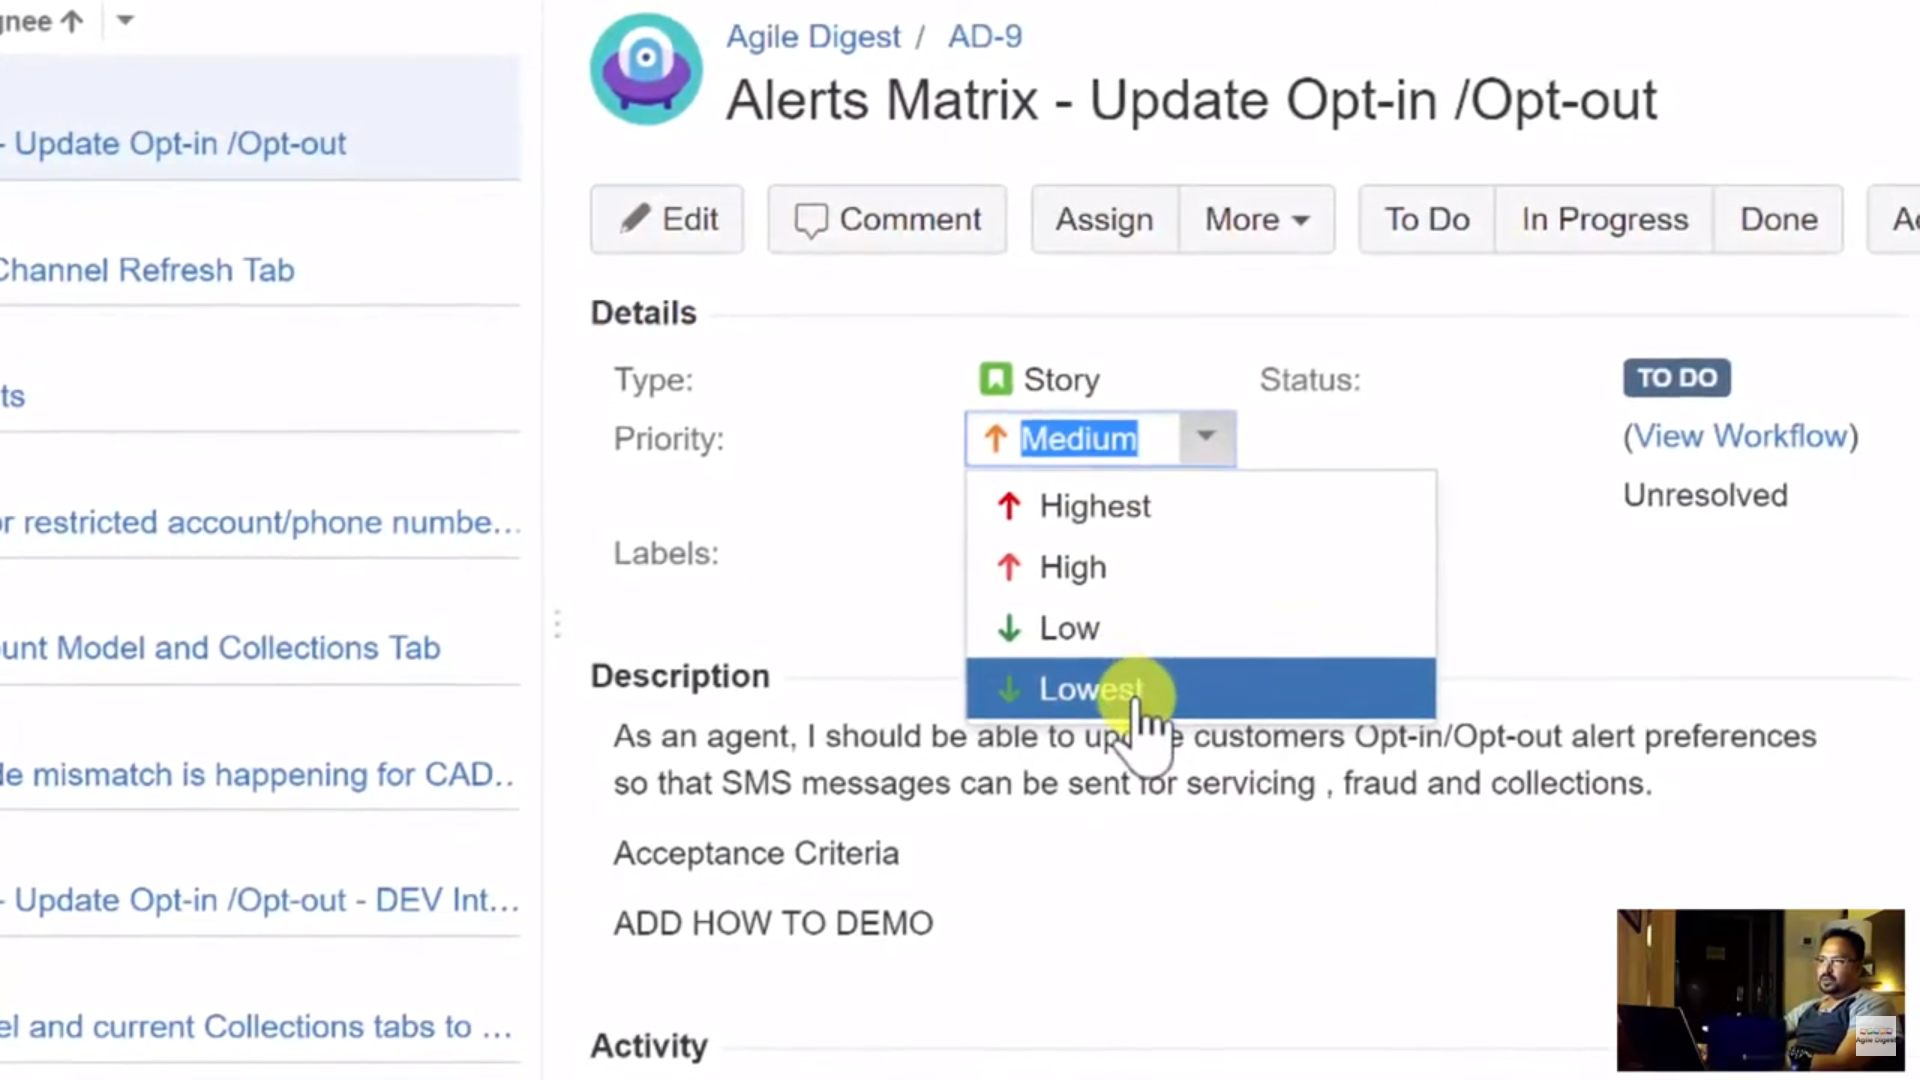 gnee
Agile Digest / AD-9
Alerts Matrix - Update Opt-in /Opt-out
- Update Opt-in /Opt-out
Edit Comment Assign More To Do In Progress Done
Channel Refresh Tab
Details
Type: Story Status: TO DO
ts
Priority: Medium (View Workflow)
Highest Unresolved
or restricted account/phone numbe...
High
Labels:
Low
unt Model and Collections Tab
Description
Lowest
As an agent, I should be able to customers Opt-in/Opt-out alert preferences
so that SMS messages can be sent for servicing , fraud and collections.
le mismatch is happening for CAD..
Acceptance Criteria
- Update Opt-in /Opt-out - DEV Int...
ADD HOW TO DEMO
el and current Collections tabs to ...
Activity
Agile Digest